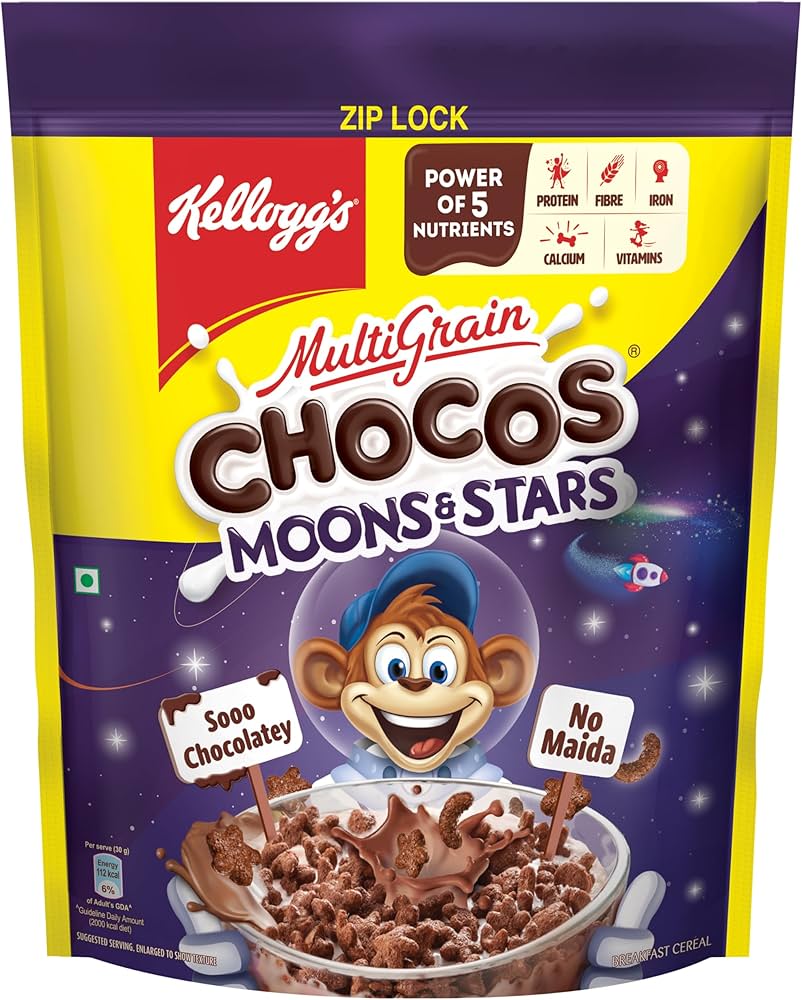 ZIP LOCK
Kellogg's®
POWER
OF 5
NUTRIENTS
PROTEIN
FIBRE
IRON
CALCIUM
VITAMINS
MultiGrain
CHOCOS®
MOONS & STARS
Sooo
Chocolatey
No
Maida
Per serve (30 g)
Energy
112 kcal
6%
of Adult's GDA^
^Guideline Daily Amount
(2000 kcal diet)
SUGGESTED SERVING. ENLARGED TO SHOW TEXTURE
BREAKFAST CEREAL